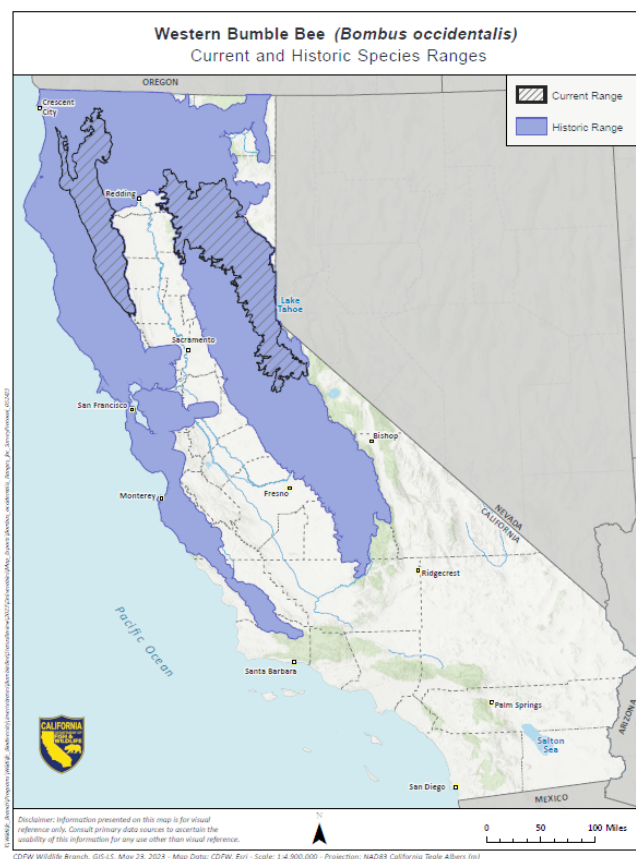 Western Bumble Bee (Bombus occidentalis)
Current and Historic Species Ranges
OREGON
Current Range
Historic Range
Crescent
City
Redding
Lake
Tahoe
Sacramento
San Francisco
Bishop
Monterey
Fresno
NEVADA
CALIFORNIA
Ridgecrest
Pacific Ocean
Santa Barbara
Palm Springs
ARIZONA
Salton
Sea
San Diego
MEXICO
CALIFORNIA
DEPARTMENT OF
FISH &
WILDLIFE
Disclaimer: Information presented on this map is for visual
reference only. Consult primary data sources to ascertain the
usability of this information for any use other than visual reference.
N
0 50 100 Miles
CDFW Wildlife Branch, GIS-LS, May 23, 2023 - Map Data: CDFW, Esri - Scale: 1:4,900,000 - Projection: NAD83 California Teale Albers (m)